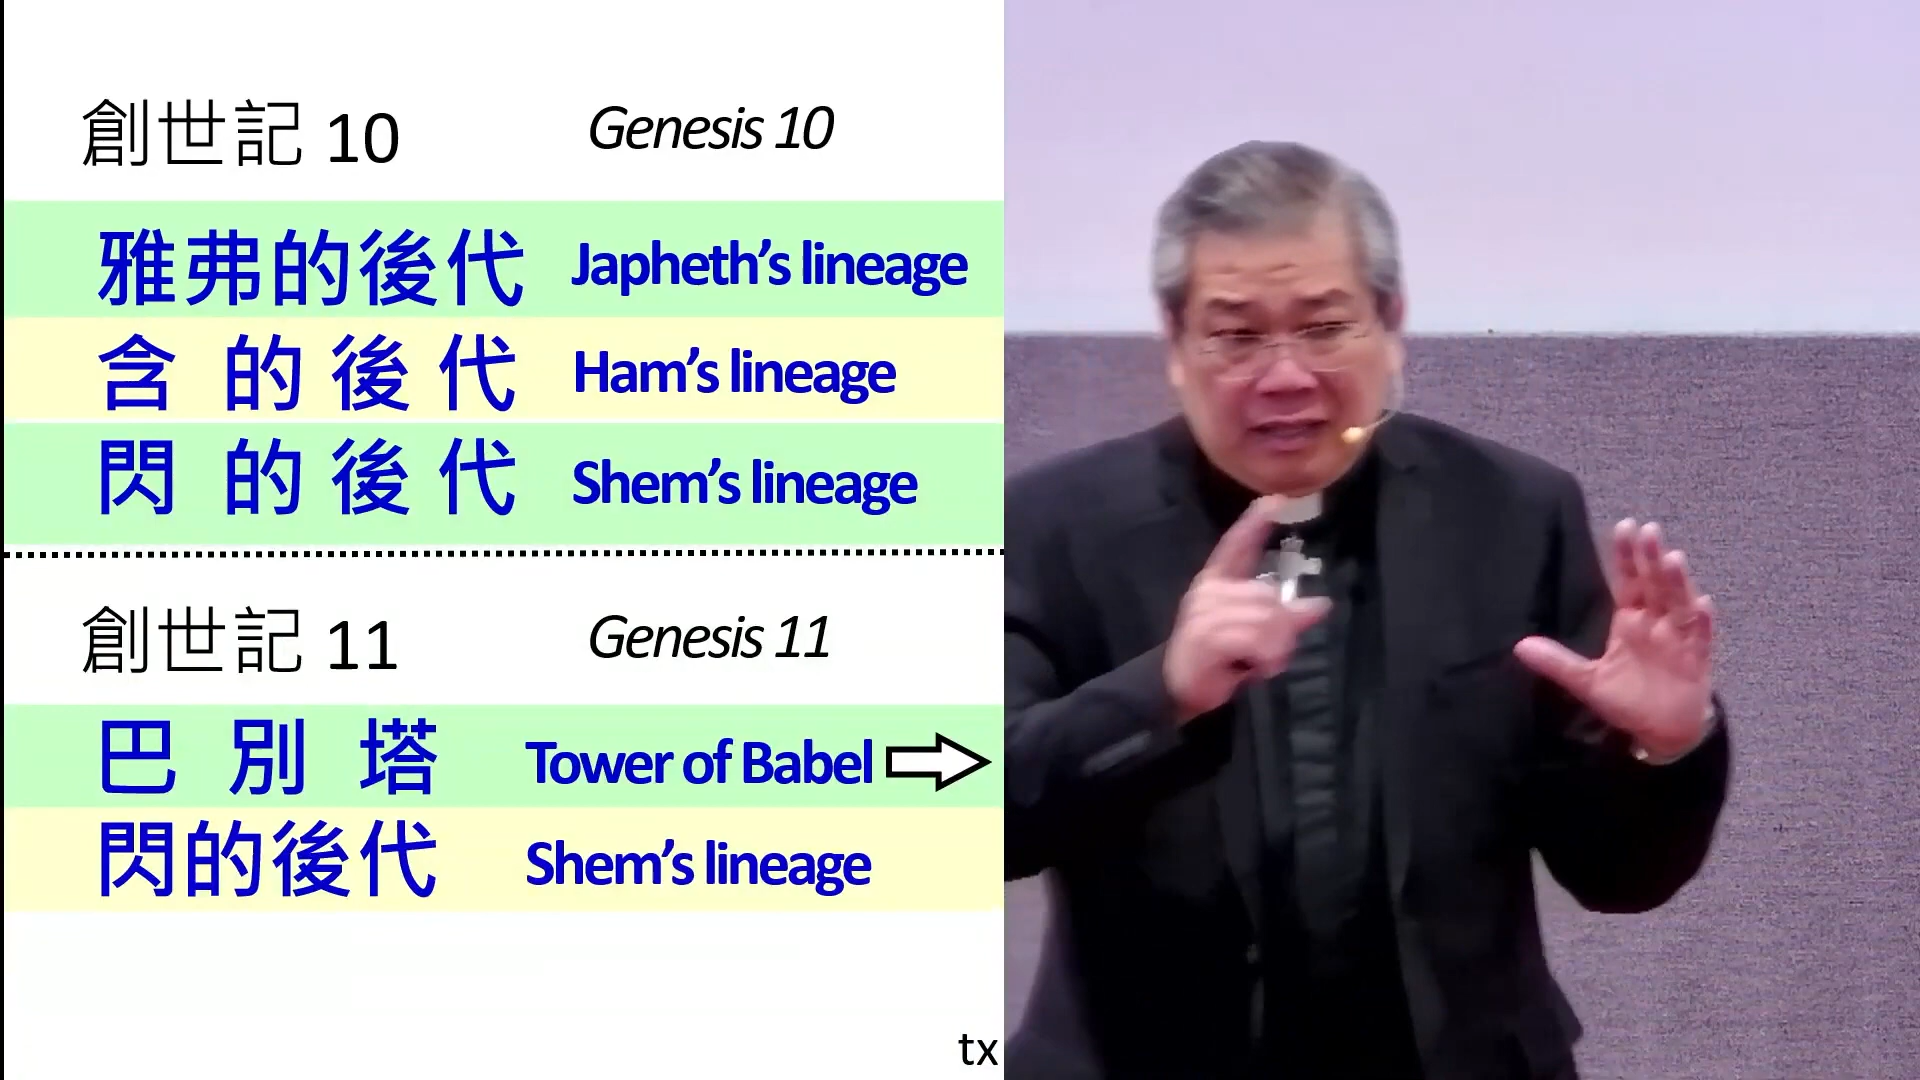 創世記 10 Genesis 10
雅弗的後代 Japheth’s lineage
含的後代 Ham’s lineage
閃的後代 Shem’s lineage
創世記 11 Genesis 11
巴別塔 Tower of Babel
閃的後代 Shem’s lineage
tx